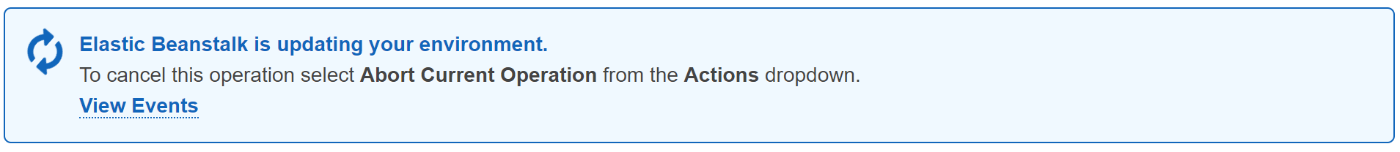 Elastic Beanstalk is updating your environment.
To cancel this operation select Abort Current Operation from the Actions dropdown.
View Events